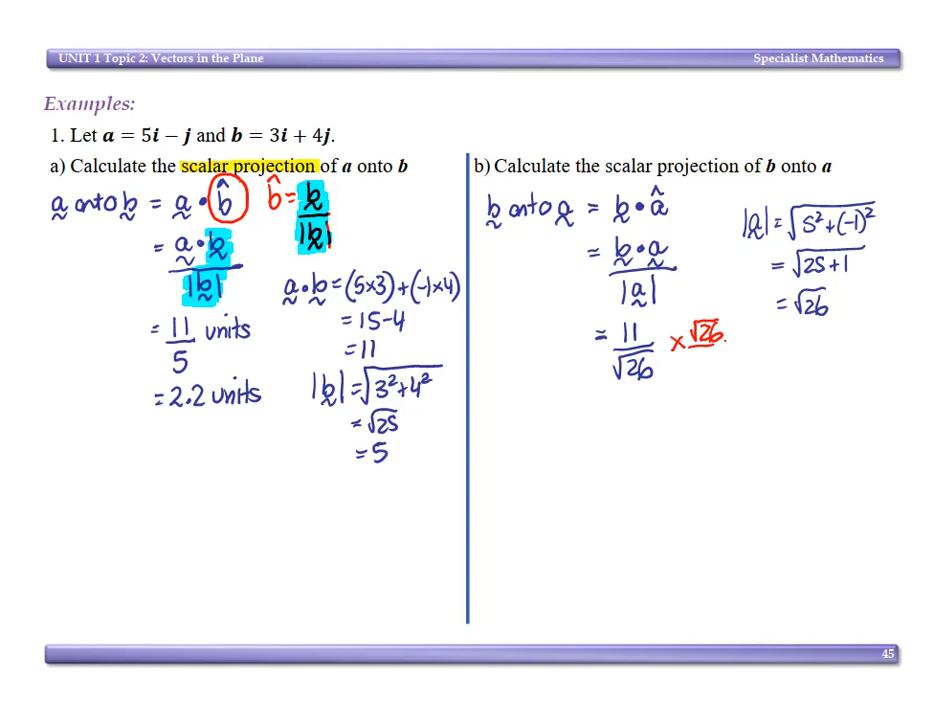 UNIT 1 Topic 2: Vectors in the Plane Specialist Mathematics
Examples:
1. Let a = 5i − j and b = 3i + 4j.
a) Calculate the scalar projection of a onto b
a onto b = a • b̂
= a • b / |b|
= 11/5 units
= 2.2 units
b̂ = b / |b|
a • b = (5×3) + (−1×4)
= 15 − 4
= 11
|b| = √(3² + 4²)
= √25
= 5
b) Calculate the scalar projection of b onto a
b onto a = b • â
= b • a / |a|
= 11/√26 × √26
|a| = √(5² + (−1)²)
= √(25 + 1)
= √26
45